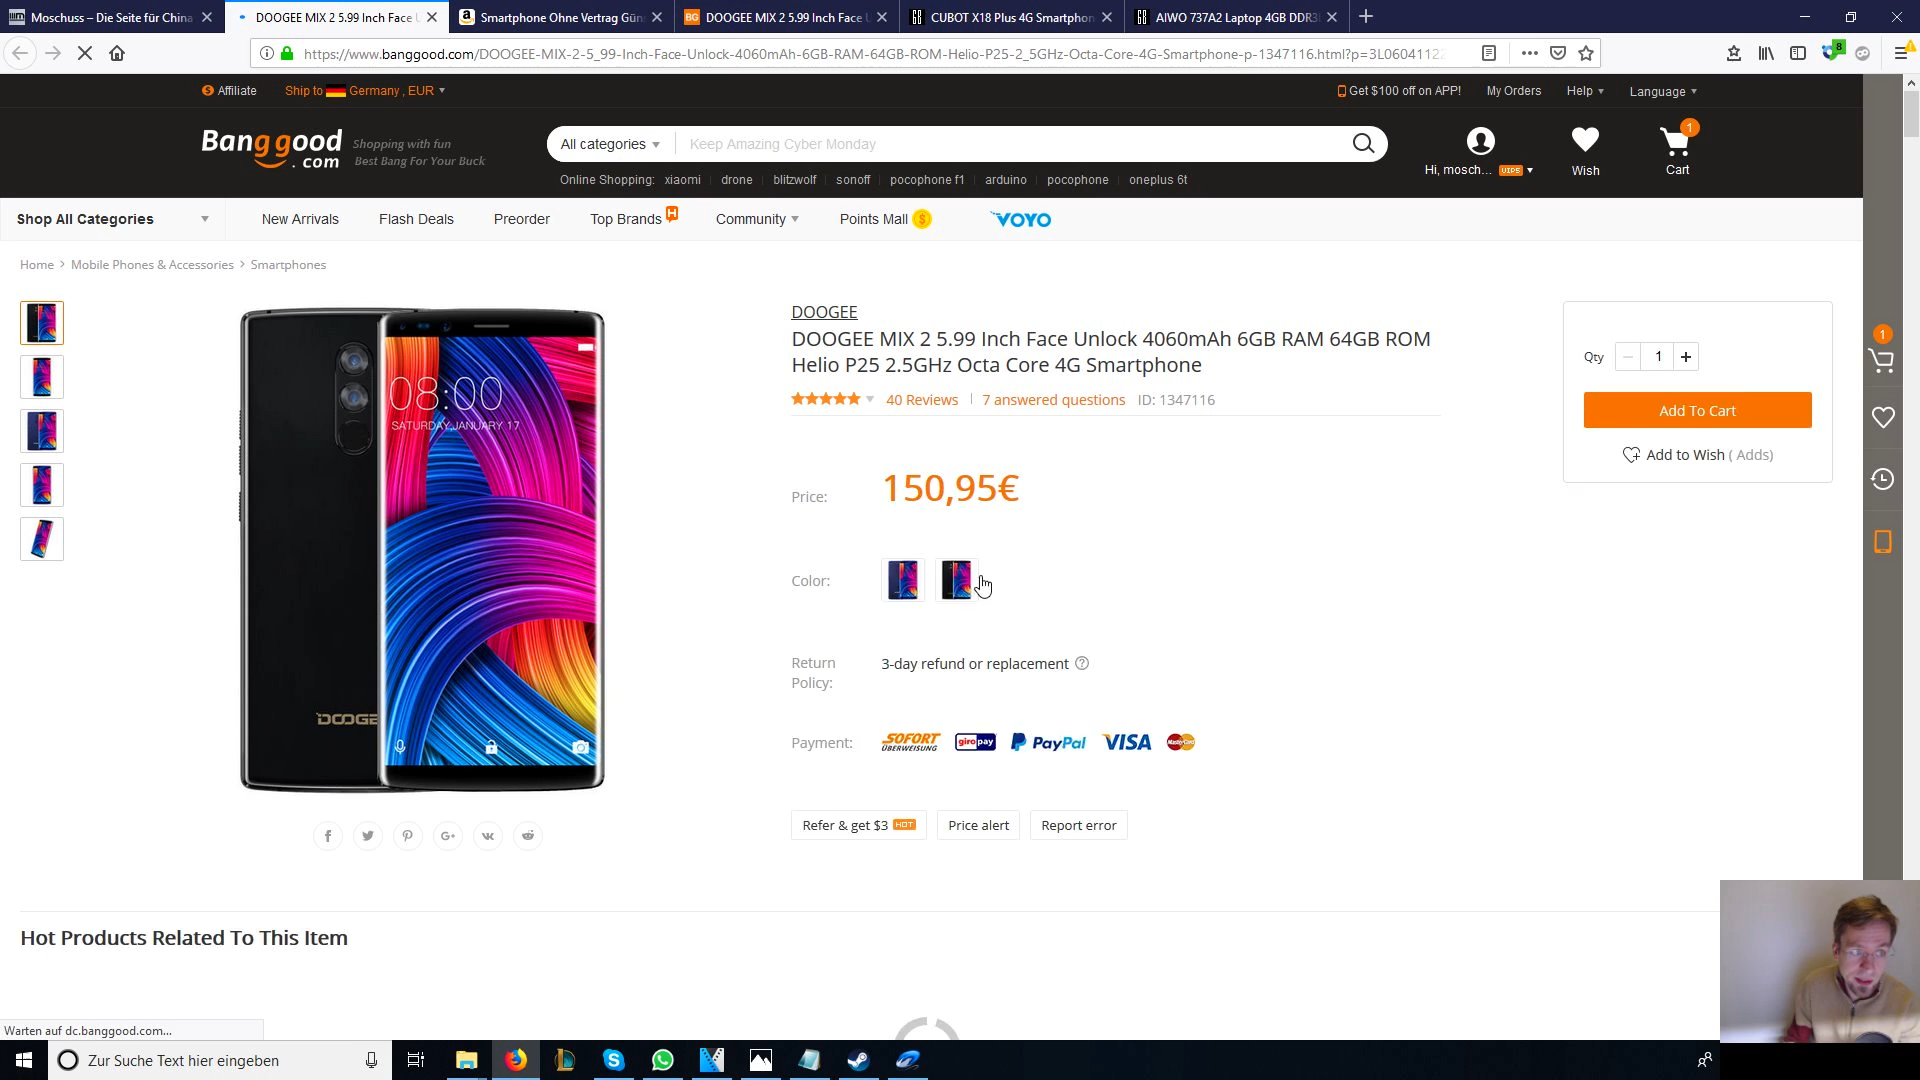 Moschuss – Die Seite für China
DOOGEE MIX 2 5.99 Inch Face U
Smartphone Ohne Vertrag Gün
BG DOOGEE MIX 2 5.99 Inch Face U
CUBOT X18 Plus 4G Smartphon
AIWO 737A2 Laptop 4GB DDR3
https://www.banggood.com/DOOGEE-MIX-2-5_99-Inch-Face-Unlock-4060mAh-6GB-RAM-64GB-ROM-Helio-P25-2_5GHz-Octa-Core-4G-Smartphone-p-1347116.html?p=3L0604112
8
Affiliate
Ship to Germany , EUR
Get $100 off on APP!
My Orders
Help
Language
Banggood.com
Shopping with fun
Best Bang For Your Buck
All categories
Keep Amazing Cyber Monday
Online Shopping: xiaomi drone blitzwolf sonoff pocophone f1 arduino pocophone oneplus 6t
Hi, mosch...
Wish
1
Cart
Shop All Categories
New Arrivals
Flash Deals
Preorder
Top Brands H
Community
Points Mall $
VOYO
Home > Mobile Phones & Accessories > Smartphones
08:00
SATURDAY,JANUARY 17
DOOGE
DOOGEE
DOOGEE MIX 2 5.99 Inch Face Unlock 4060mAh 6GB RAM 64GB ROM
Helio P25 2.5GHz Octa Core 4G Smartphone
40 Reviews
7 answered questions
ID: 1347116
Price: 150,95€
Color:
Return
Policy:
3-day refund or replacement ?
Payment: SOFORT ÜBERWEISUNG giropay PayPal VISA MasterCard
Refer & get $3 HOT
Price alert
Report error
Qty − 1 +
Add To Cart
Add to Wish ( Adds)
1
Hot Products Related To This Item
Warten auf dc.banggood.com...
Zur Suche Text hier eingeben